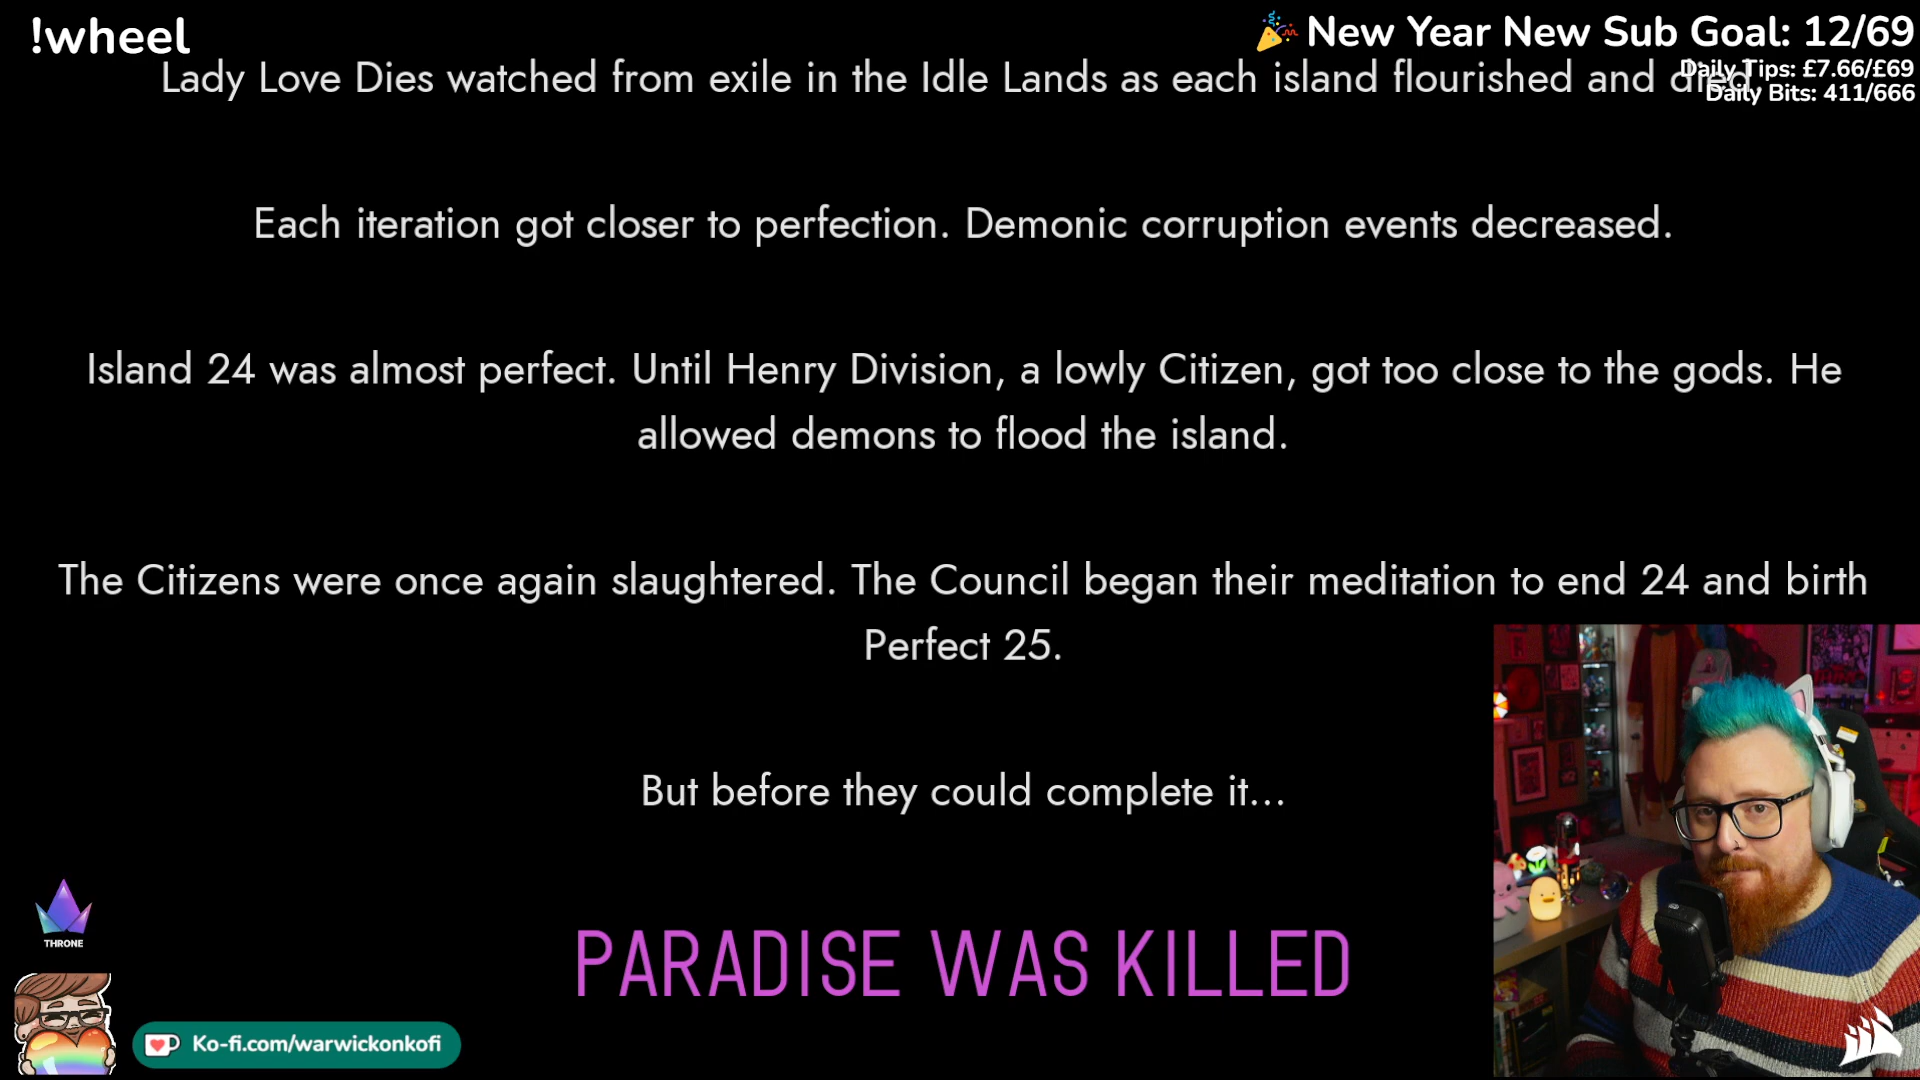 !wheel
🎉 New Year New Sub Goal: 12/69
Daily Tips: £7.66/£69
Daily Bits: 411/666
Lady Love Dies watched from exile in the Idle Lands as each island flourished and died.
Each iteration got closer to perfection. Demonic corruption events decreased.
Island 24 was almost perfect. Until Henry Division, a lowly Citizen, got too close to the gods. He
allowed demons to flood the island.
The Citizens were once again slaughtered. The Council began their meditation to end 24 and birth
Perfect 25.
But before they could complete it...
PARADISE WAS KILLED
THRONE
Ko-fi.com/warwickonkofi